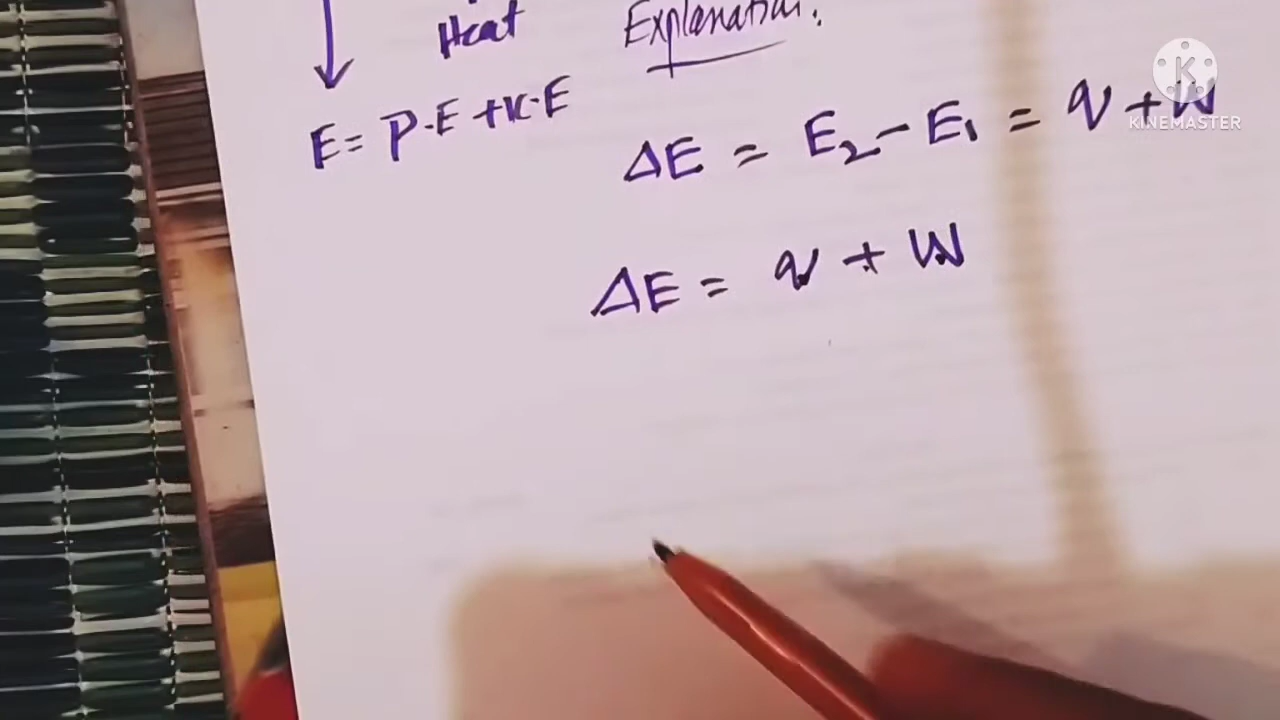 Heat
Explanation.
E = P.E + K.E
ΔE = E₂ - E₁ = q + W
ΔE = q + W
KINEMASTER